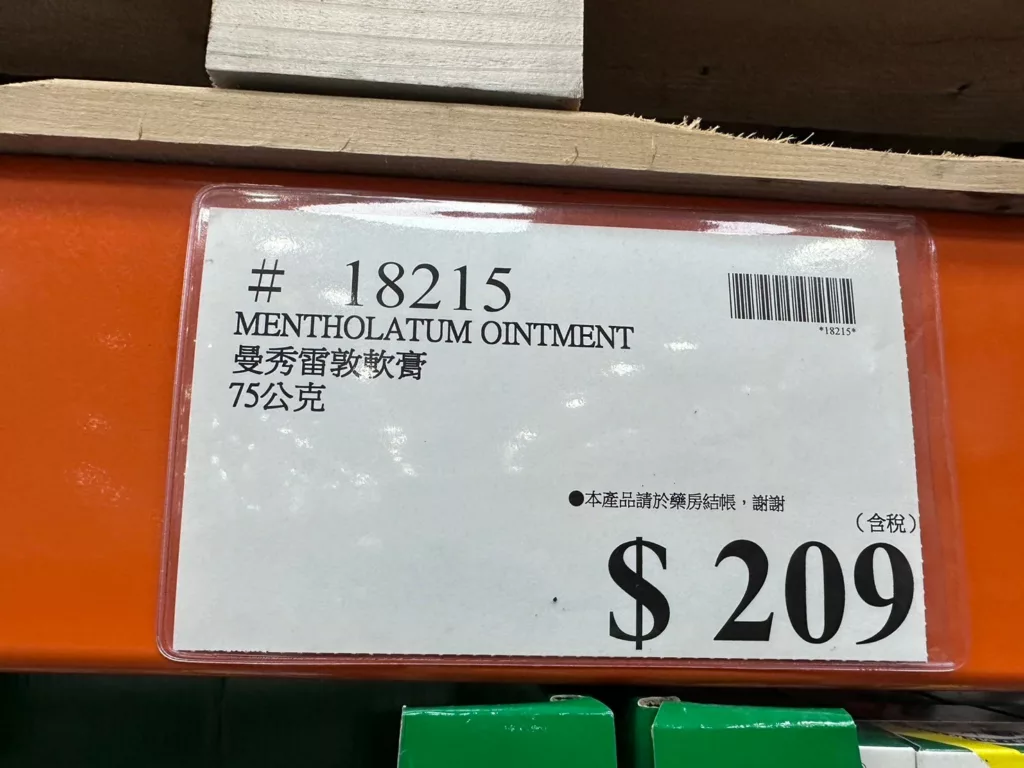 # 18215
*18215*
MENTHOLATUM OINTMENT
曼秀雷敦軟膏
75公克
●本產品請於藥房結帳，謝謝
（含稅）
$ 209